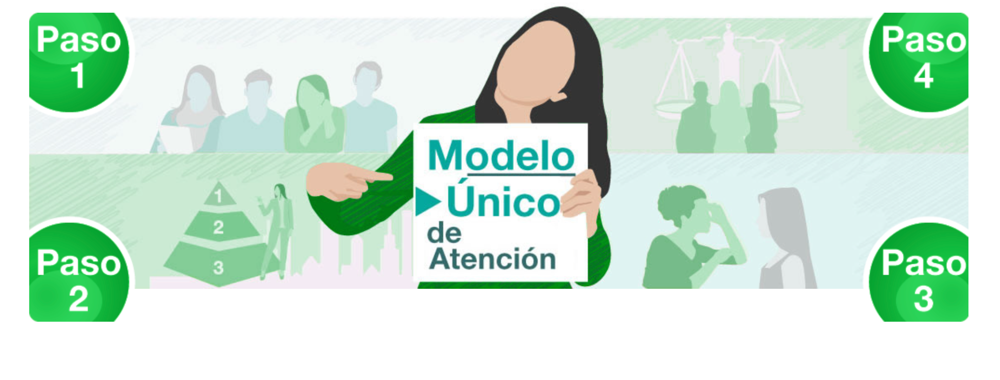 Paso
1
Paso
4
Modelo
Único
de
Atención
1
2
3
Paso
2
Paso
3